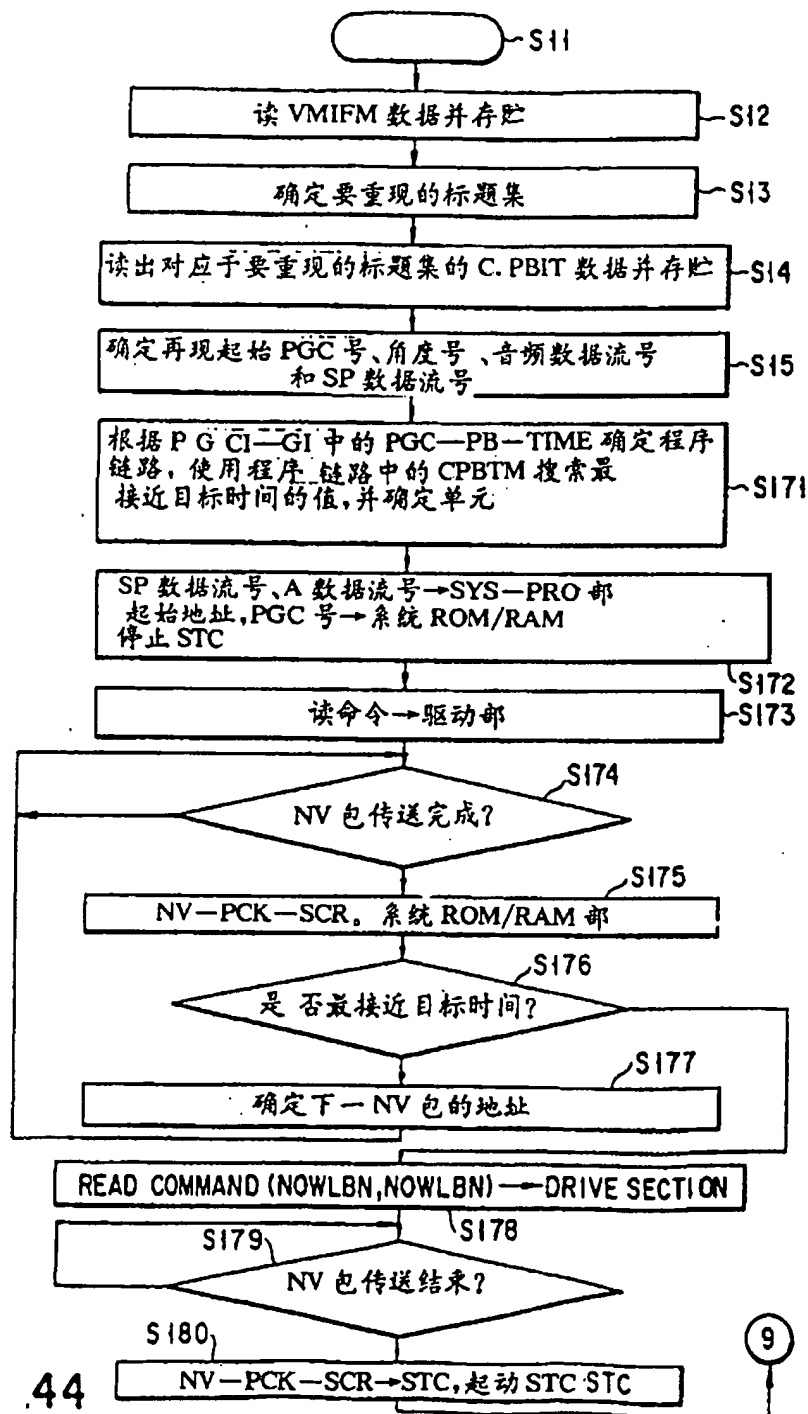 S11
读 VMIFM 数据并存贮
S12
确定要重现的标题集
S13
读出对应于要重现的标题集的 C. PBIT 数据并存贮
S14
确定再现起始 PGC 号、角度号、音频数据流号
和 SP 数据流号
S15
根据 P G CI—GI 中的 PGC—PB—TIME 确定程序
链路，使用程序链路中的 CPBTM 搜索最
接近目标时间的值，并确定单元
S171
SP 数据流号、A 数据流号→SYS—PRO 部
起始地址，PGC 号→系统 ROM/RAM
停止 STC
S172
读命令→驱动部
S173
S174
NV 包传送完成？
S175
NV—PCK—SCR。系统 ROM/RAM 部
S176
是 否最接近目标时间？
S177
确定下一 NV 包的地址
READ COMMAND (NOWLBN,NOWLBN)→DRIVE SECTION
S178
S179
NV 包传送结束？
S180
9
NV—PCK—SCR→STC，起动 STC STC
.44